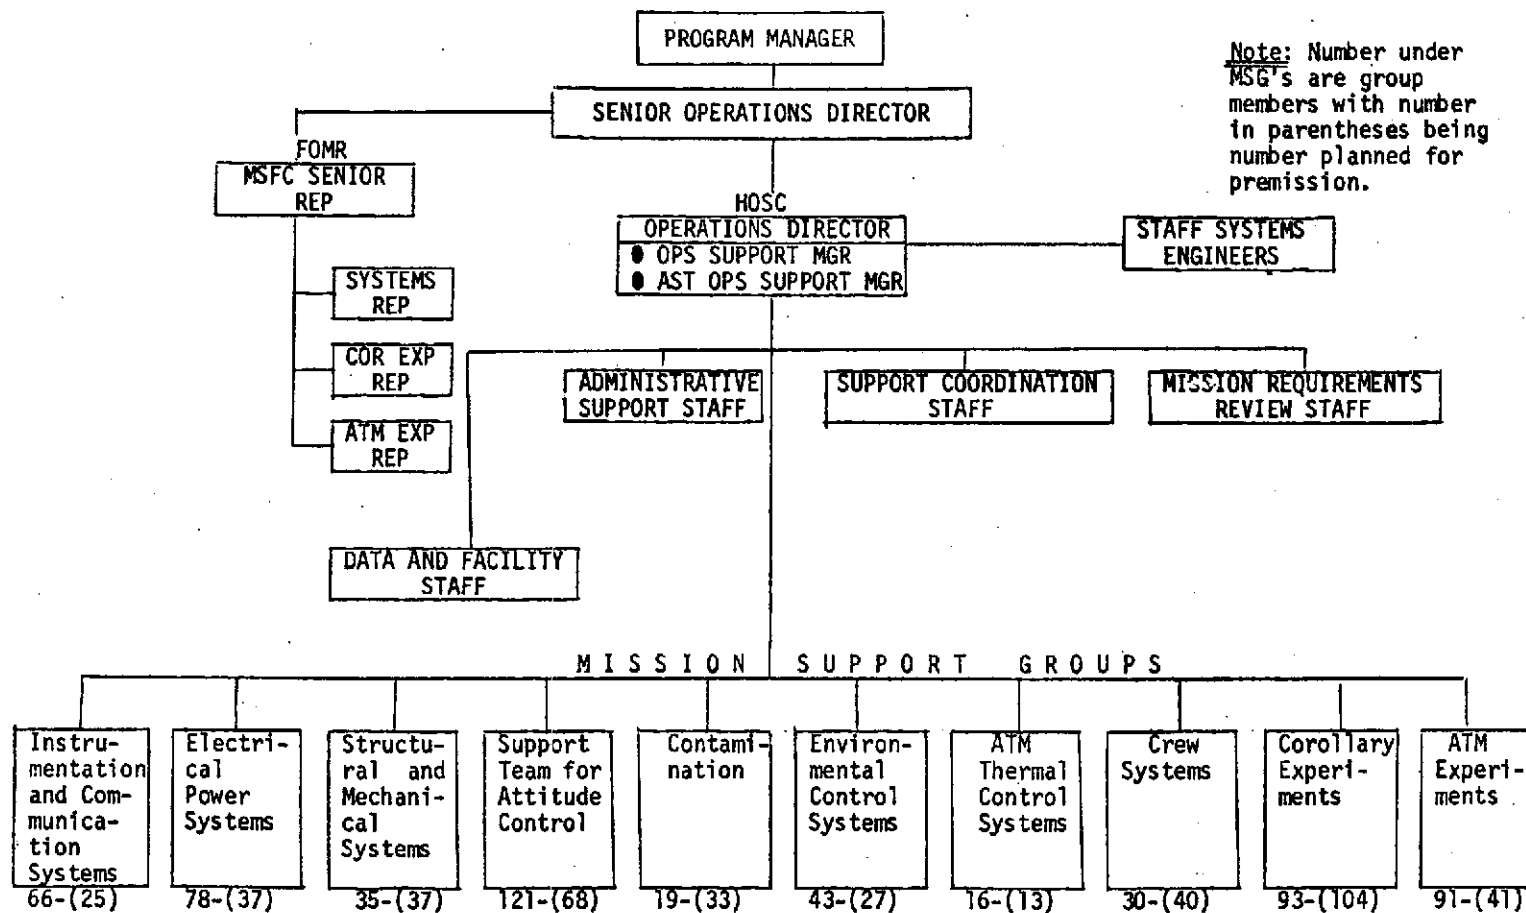 PROGRAM MANAGER
Note: Number under
MSG's are group
members with number
in parentheses being
number planned for
premission.
SENIOR OPERATIONS DIRECTOR
FOMR
MSFC SENIOR
REP
HOSC
OPERATIONS DIRECTOR
● OPS SUPPORT MGR
● AST OPS SUPPORT MGR
STAFF SYSTEMS
ENGINEERS
SYSTEMS
REP
COR EXP
REP
ATM EXP
REP
ADMINISTRATIVE
SUPPORT STAFF
SUPPORT COORDINATION
STAFF
MISSION REQUIREMENTS
REVIEW STAFF
DATA AND FACILITY
STAFF
MISSION SUPPORT GROUPS
Instru-
mentation
and Com-
munica-
tion
Systems
66-(25)
Electri-
cal
Power
Systems
78-(37)
Structu-
ral and
Mechani-
cal
Systems
35-(37)
Support
Team for
Attitude
Control
121-(68)
Contami-
nation
19-(33)
Environ-
mental
Control
Systems
43-(27)
ATM
Thermal
Control
Systems
16-(13)
Crew
Systems
30-(40)
Corollary
Experi-
ments
93-(104)
ATM
Experi-
ments
91-(41)